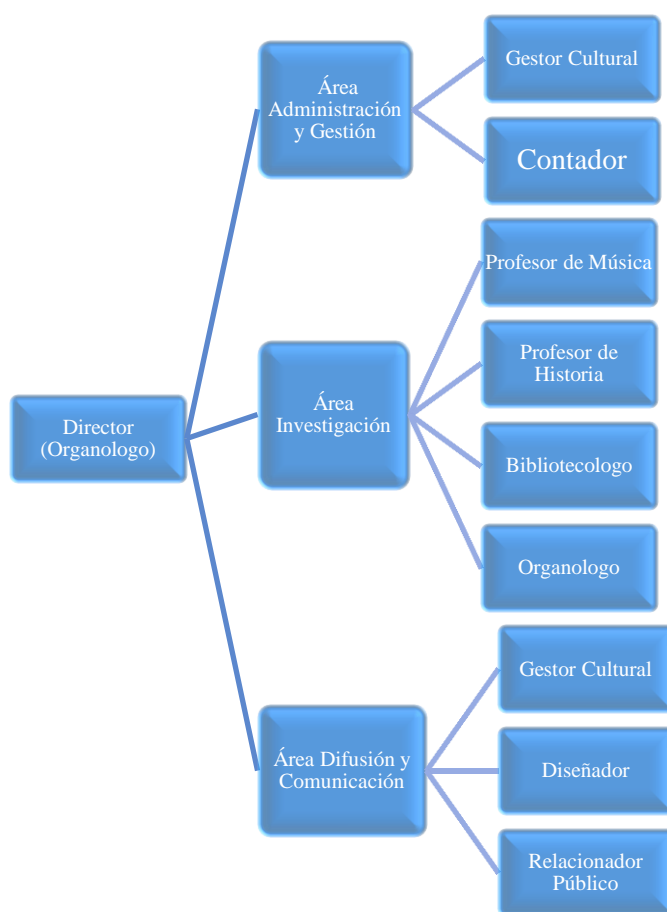 Director
(Organologo)
Área
Administración
y Gestión
Gestor Cultural
Contador
Área
Investigación
Profesor de Música
Profesor de
Historia
Bibliotecologo
Organologo
Área Difusión y
Comunicación
Gestor Cultural
Diseñador
Relacionador
Público